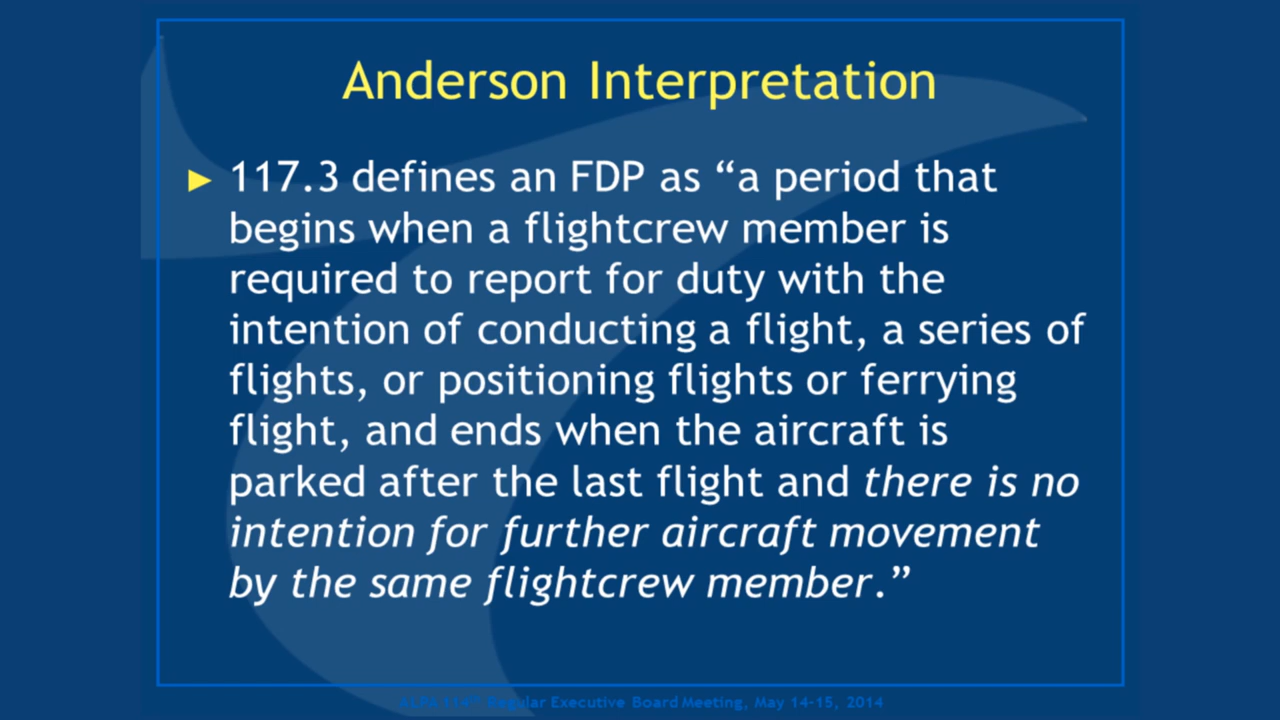 Anderson Interpretation
► 117.3 defines an FDP as “a period that
begins when a flightcrew member is
required to report for duty with the
intention of conducting a flight, a series of
flights, or positioning flights or ferrying
flight, and ends when the aircraft is
parked after the last flight and there is no
intention for further aircraft movement
by the same flightcrew member.”
ALPA Regular Executive Board Meeting, May 14-15, 2014